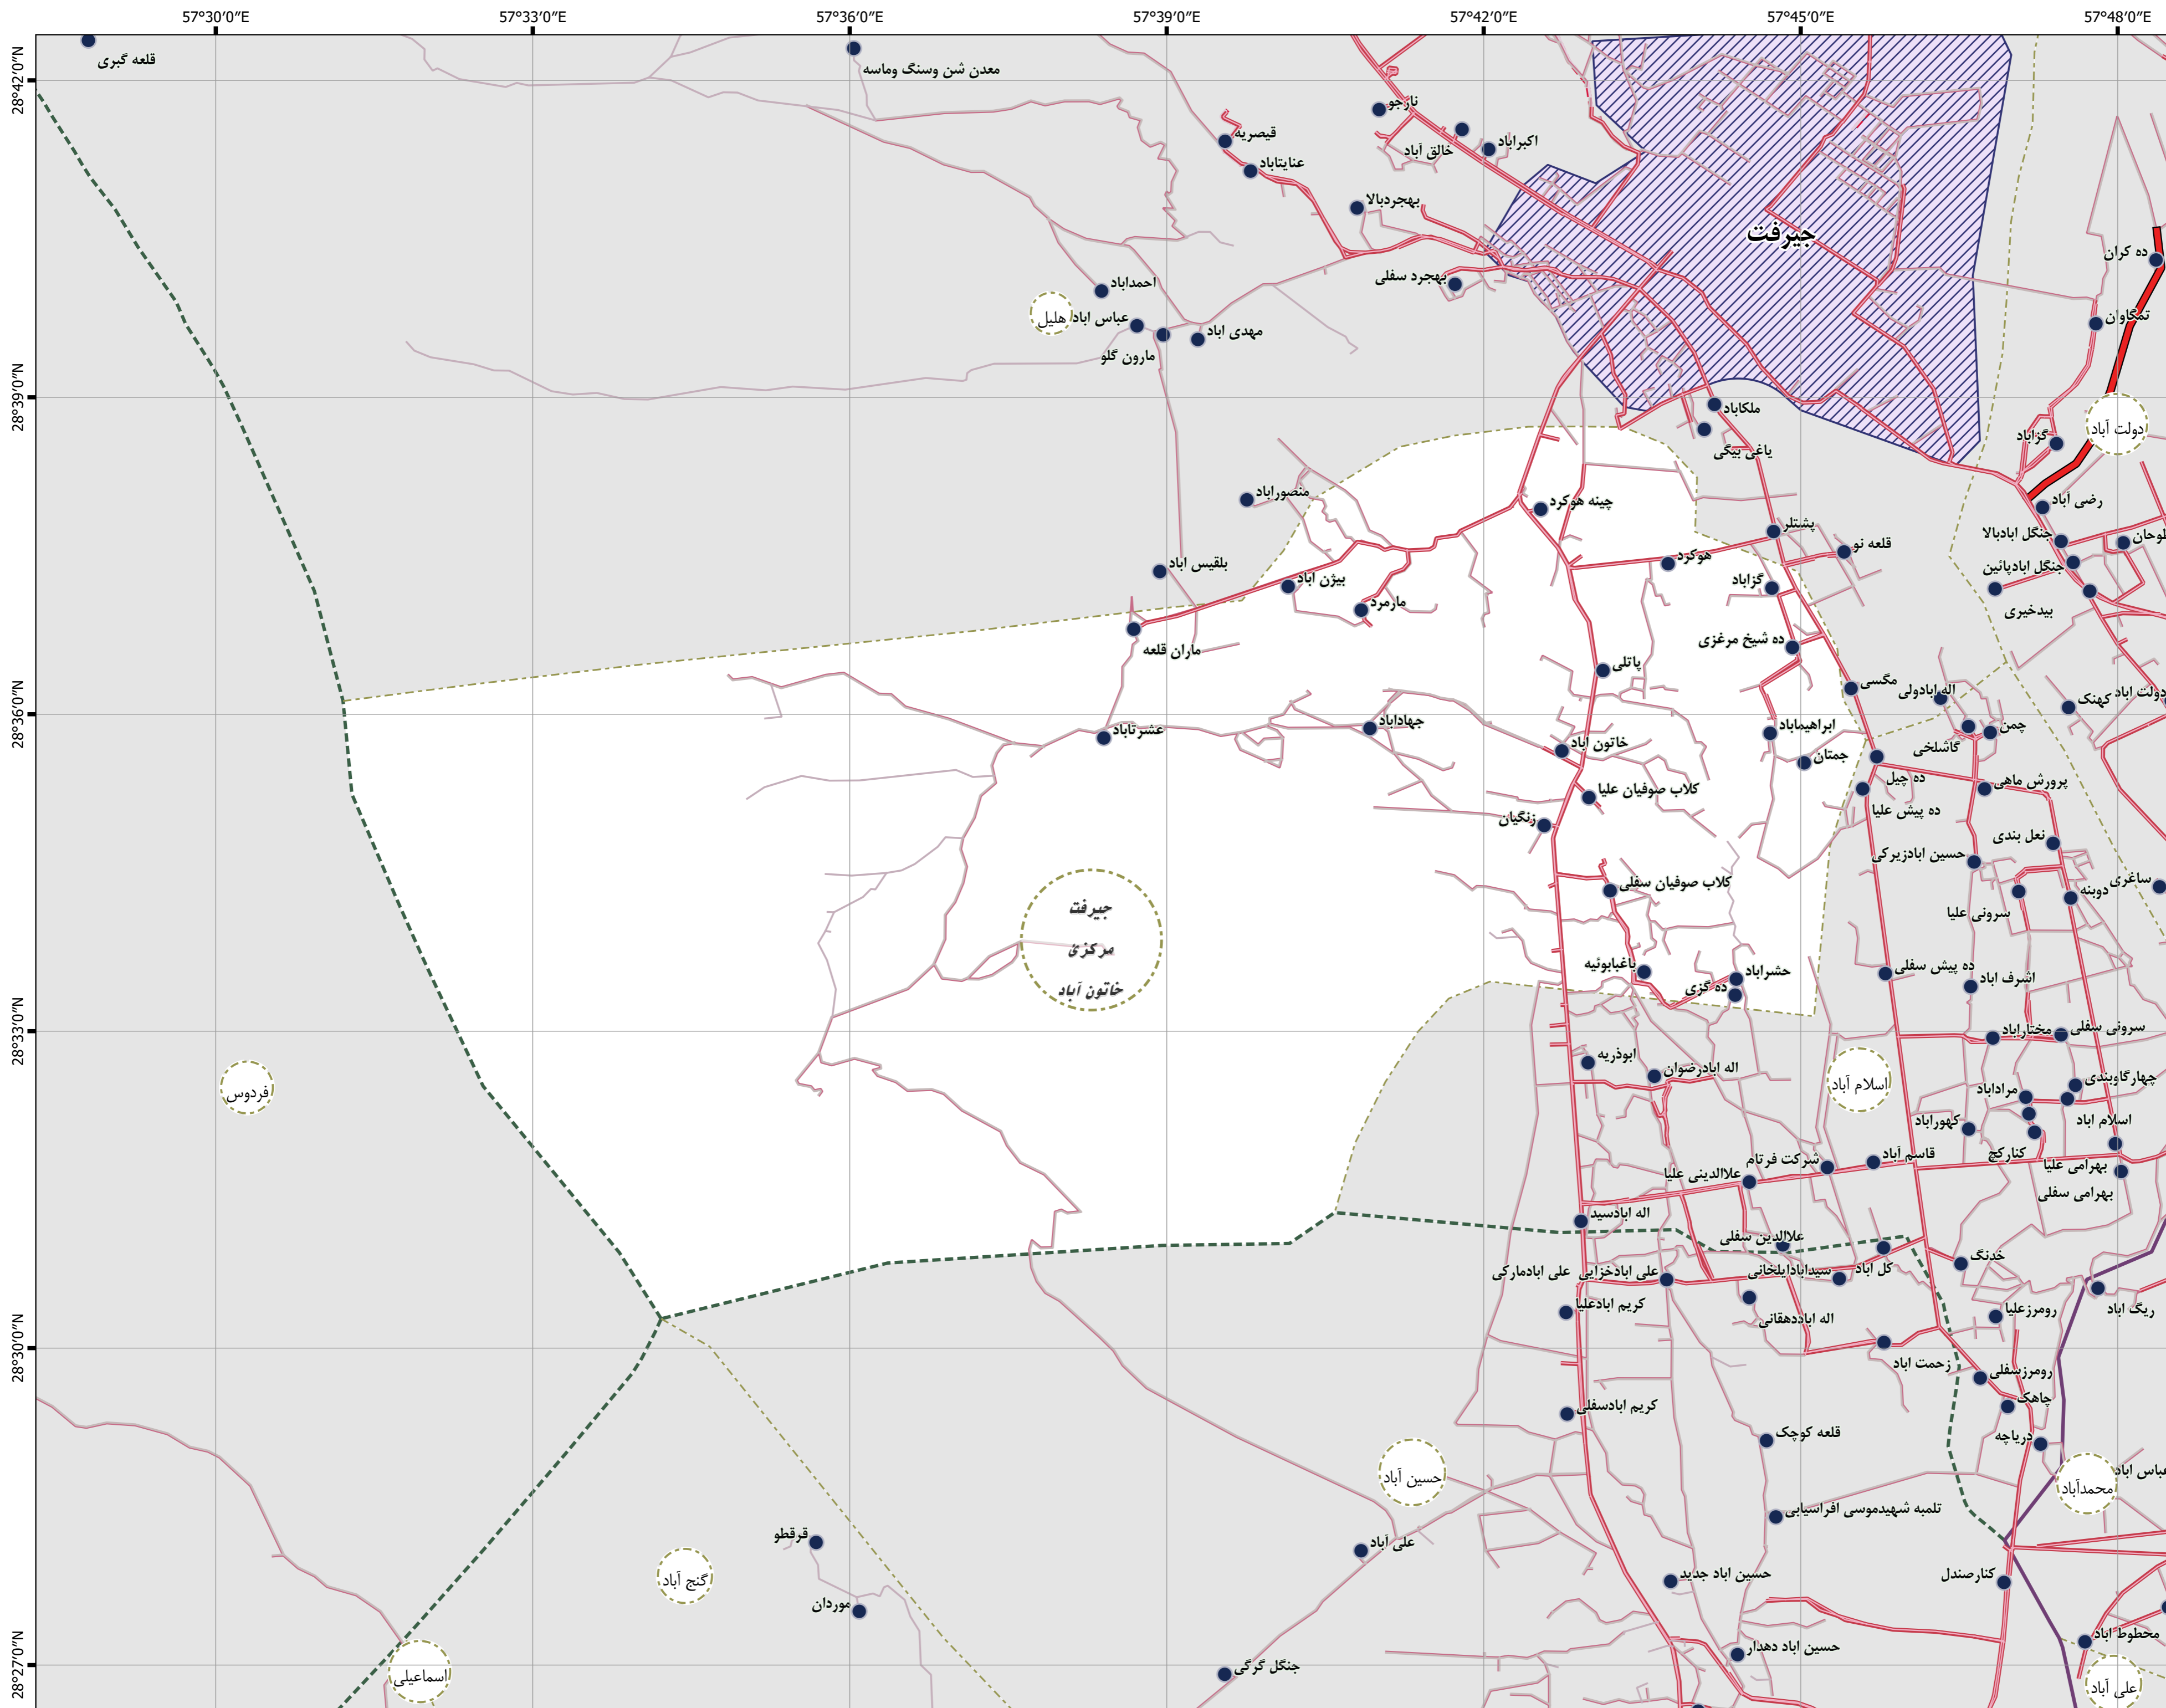 57°30'0"E
57°33'0"E
57°36'0"E
57°39'0"E
57°42'0"E
57°45'0"E
57°48'0"E
28°42'0"N
28°39'0"N
28°36'0"N
28°33'0"N
28°30'0"N
28°27'0"N
قلعه گبری
معدن شن وسنگ وماسه
نارجو
قیصریه
خالق آباد
اکبراباد
عنایتاباد
بهجردبالا
جیرفت
ده کران
بهجرد سفلی
احمداباد
هلیل
عباس اباد
مهدی اباد
مارون گلو
تمگاوان
ملکاباد
دولت آباد
گزاباد
یاغی بیگی
منصوراباد
چینه هوکرد
رضی آباد
پشتلر
جنگل ابادبالا
طوحان
قلعه نو
هوکرد
بلقیس اباد
جنگل ابادپائین
بیژن اباد
گزاباد
مارمرد
بیدخیری
ده شیخ مرغزی
ماران قلعه
پاتلی
مگسی
اله ابادولی
دولت اباد
کهنک
عشرتاباد
جهاداباد
ابراهیماباد
چمن
خاتون اباد
گاشلخی
جمتان
ده چیل
پرورش ماهی
کلاب صوفیان علیا
ده پیش علیا
زنگیان
نعل بندی
حسین ابادزیرکی
کلاب صوفیان سفلی
ساغری
دوبنه
سرونی علیا
جیرفت
مرکزی
خاتون آباد
باغبابوئیه
حشراباد
ده پیش سفلی
اشرف اباد
ده گزی
مختاراباد
سرونی سفلی
ابوذریه
اله ابادرضوان
اسلام آباد
چهارگاوبندی
مراداباد
فردوس
کهوراباد
اسلام اباد
شرکت فرتام
قاسم آباد
کنارکچ
علاالدینی علیا
بهرامی علیا
بهرامی سفلی
اله ابادسید
علاالدین سفلی
خدنگ
علی ابادمارکی
علی ابادخزایی
سیدابادایلخانی
کل اباد
کریم ابادعلیا
اله اباددهقانی
رومرزعلیا
ریگ اباد
زحمت اباد
رومرزسفلی
چاهک
کریم ابادسفلی
قلعه کوچک
دریاچه
حسین آباد
عباس اباد
محمدآباد
تلمبه شهیدموسی افراسیابی
قرقطو
علی آباد
گنج آباد
حسین اباد جدید
کنارصندل
موردان
محطوط اباد
حسین اباد دهدار
جنگل گرگی
اسماعیلی
علی آباد